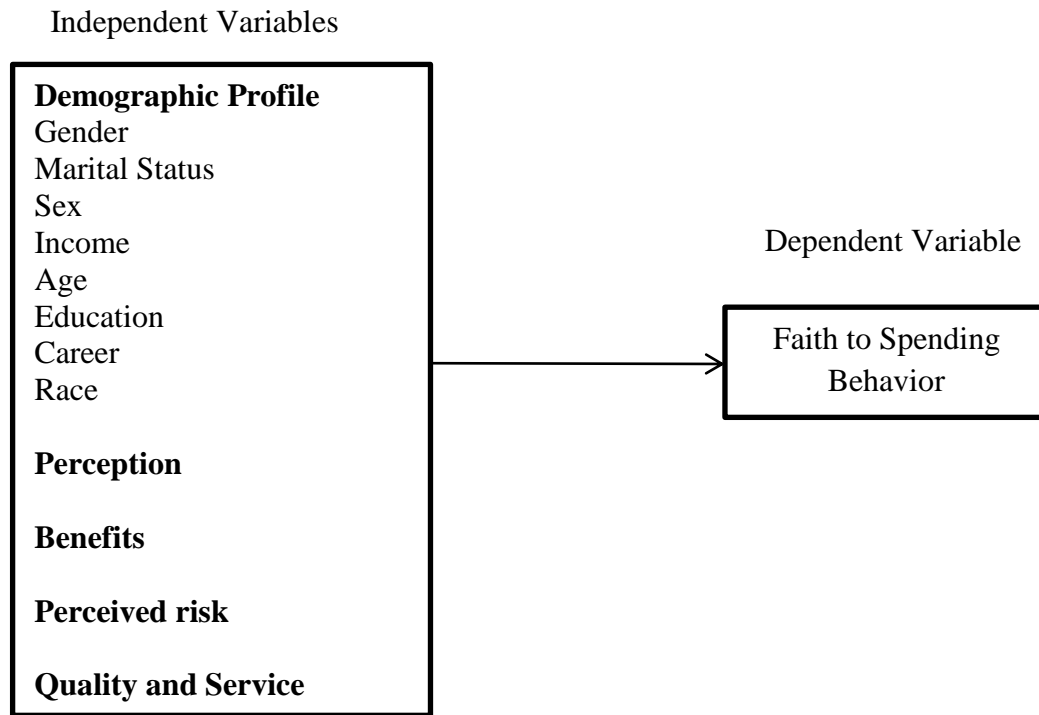 Independent Variables
Demographic Profile
Gender
Marital Status
Sex
Income
Age
Education
Career
Race
Perception
Benefits
Perceived risk
Quality and Service
Dependent Variable
Faith to Spending
Behavior